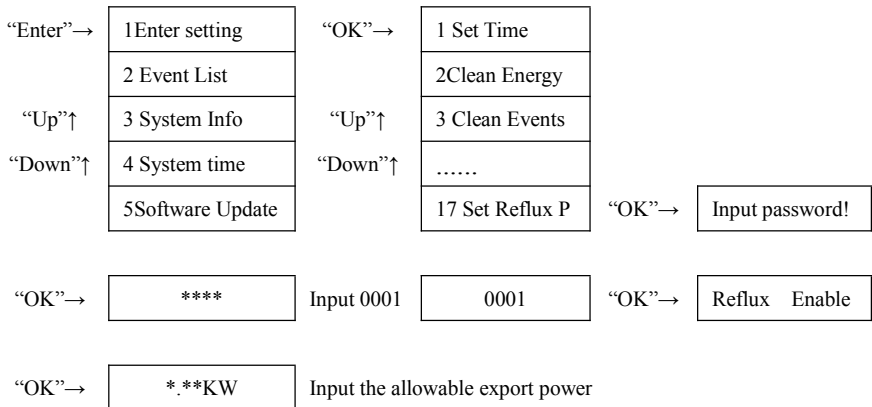 “Enter”→ 1Enter setting “OK”→ 1 Set Time
2 Event List 2Clean Energy
“Up”↑ 3 System Info “Up”↑ 3 Clean Events
“Down”↑ 4 System time “Down”↑ ……
5Software Update 17 Set Reflux P “OK”→ Input password!
“OK”→ **** Input 0001 0001 “OK”→ Reflux Enable
“OK”→ *.**KW Input the allowable export power